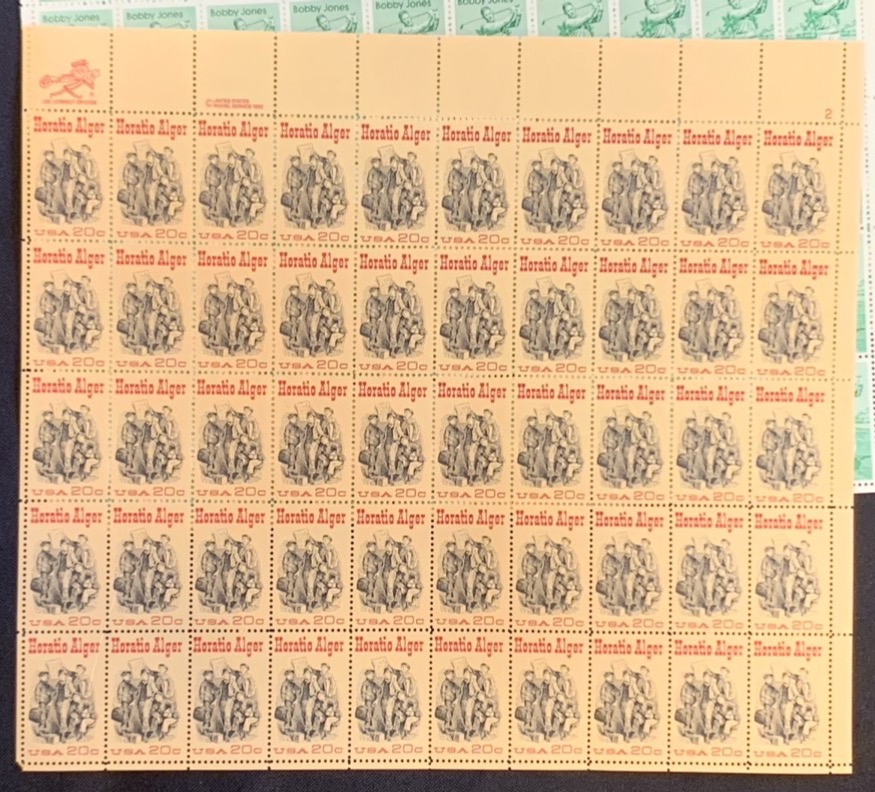 Bobby Jones Bobby Jones Bobby Jones Bobby Jones Bobby Jones
© UNITED STATES
POSTAL SERVICE 1982
2
Horatio Alger Horatio Alger Horatio Alger Horatio Alger Horatio Alger Horatio Alger Horatio Alger Horatio Alger Horatio Alger Horatio Alger
USA 20c USA 20c USA 20c USA 20c USA 20c USA 20c USA 20c USA 20c USA 20c USA 20c
Horatio Alger Horatio Alger Horatio Alger Horatio Alger Horatio Alger Horatio Alger Horatio Alger Horatio Alger Horatio Alger Horatio Alger
USA 20c USA 20c USA 20c USA 20c USA 20c USA 20c USA 20c USA 20c USA 20c USA 20c
Horatio Alger Horatio Alger Horatio Alger Horatio Alger Horatio Alger Horatio Alger Horatio Alger Horatio Alger Horatio Alger Horatio Alger
USA 20c USA 20c USA 20c USA 20c USA 20c USA 20c USA 20c USA 20c USA 20c USA 20c
Horatio Alger Horatio Alger Horatio Alger Horatio Alger Horatio Alger Horatio Alger Horatio Alger Horatio Alger Horatio Alger Horatio Alger
USA 20c USA 20c USA 20c USA 20c USA 20c USA 20c USA 20c USA 20c USA 20c USA 20c
Horatio Alger Horatio Alger Horatio Alger Horatio Alger Horatio Alger Horatio Alger Horatio Alger Horatio Alger Horatio Alger Horatio Alger
USA 20c USA 20c USA 20c USA 20c USA 20c USA 20c USA 20c USA 20c USA 20c USA 20c